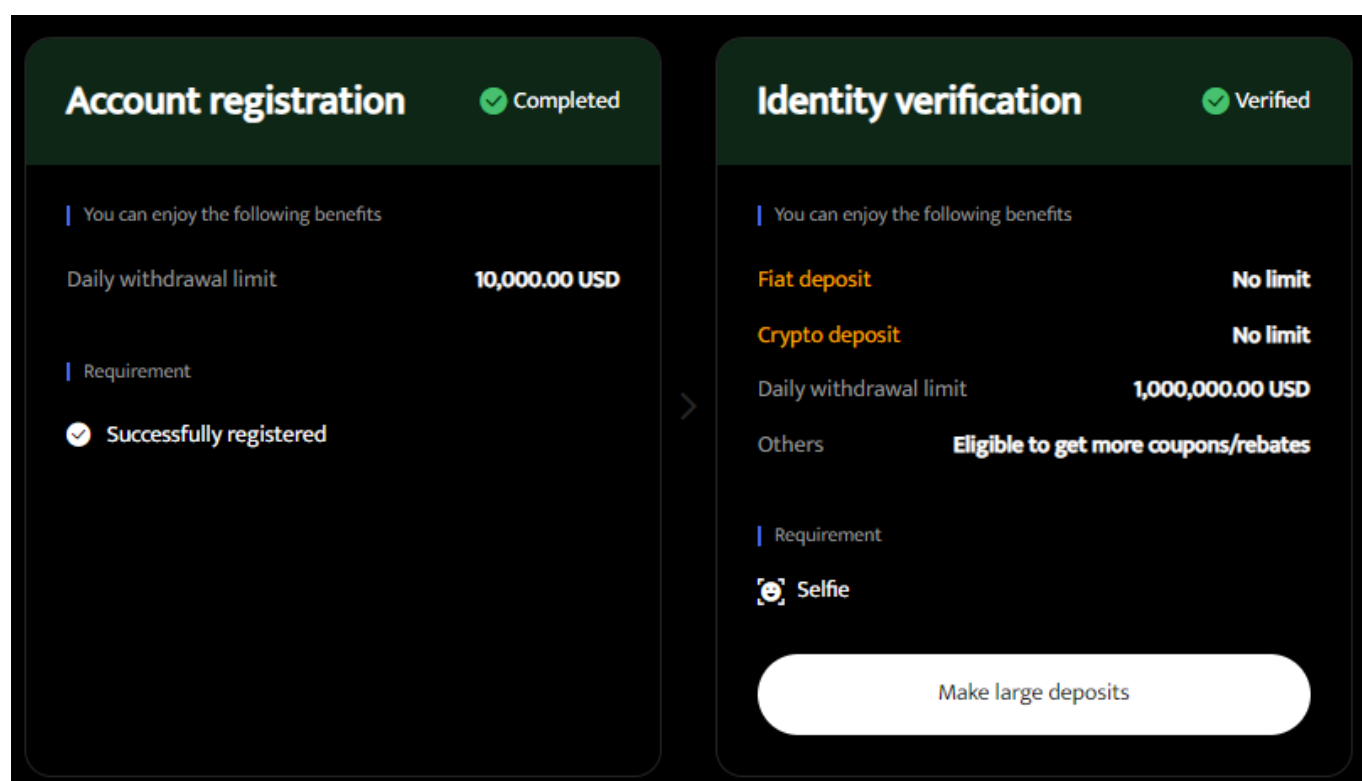 Account registration
Completed
You can enjoy the following benefits
Daily withdrawal limit 10,000.00 USD
Requirement
Successfully registered
Identity verification
Verified
You can enjoy the following benefits
Fiat deposit No limit
Crypto deposit No limit
Daily withdrawal limit 1,000,000.00 USD
Others Eligible to get more coupons/rebates
Requirement
Selfie
Make large deposits